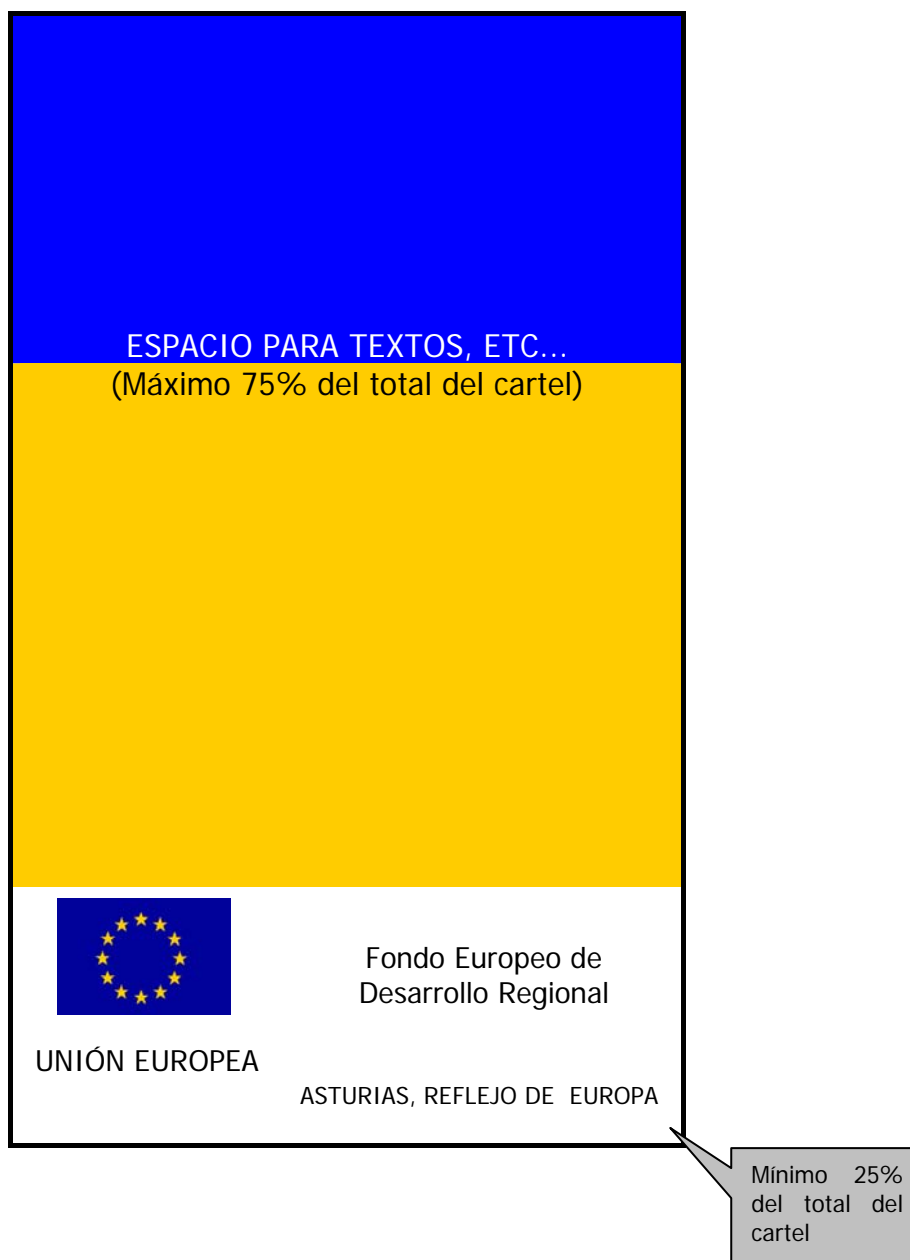 ESPACIO PARA TEXTOS, ETC...
(Máximo 75% del total del cartel)
Fondo Europeo de
Desarrollo Regional
UNIÓN EUROPEA
ASTURIAS, REFLEJO DE EUROPA
Mínimo 25%
del total del
cartel